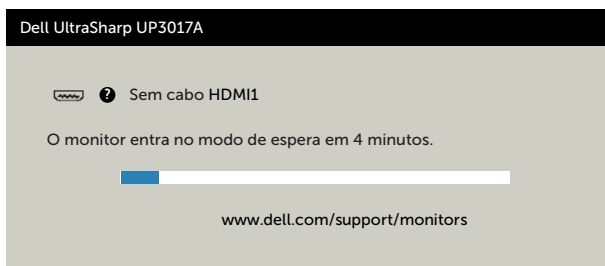 Dell UltraSharp UP3017A
? Sem cabo HDMI1
O monitor entra no modo de espera em 4 minutos.
www.dell.com/support/monitors